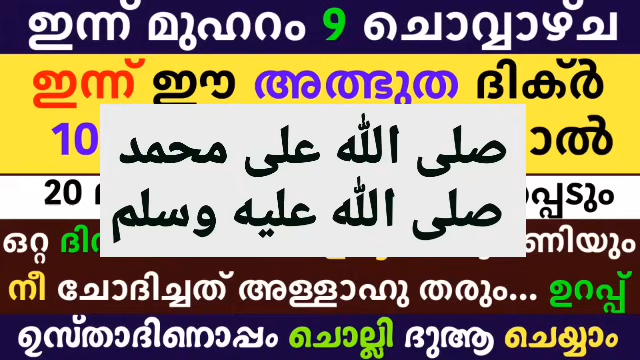 ഇന്ന് മുഹറം 9 ചൊവ്വാഴ്ച
ഇന്ന് ഈ അത്ഭുത ദിക്ർ
10
صلى الله على محمد
صلى الله عليه وسلم
20
ഒറ്റ
നീ ചോദിച്ചത് അള്ളാഹു തരും... ഉറപ്പ്
ഉസ്താദിനൊപ്പം ചൊല്ലി ദുആ ചെയ്യാം